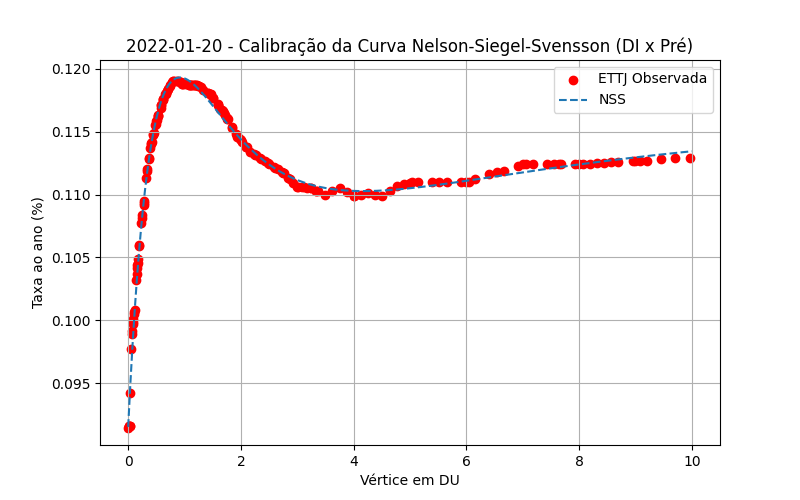 2022-01-20 - Calibração da Curva Nelson-Siegel-Svensson (DI x Pré)
ETTJ Observada
NSS
Taxa ao ano (%)
0.120
0.115
0.110
0.105
0.100
0.095
0 2 4 6 8 10
Vértice em DU